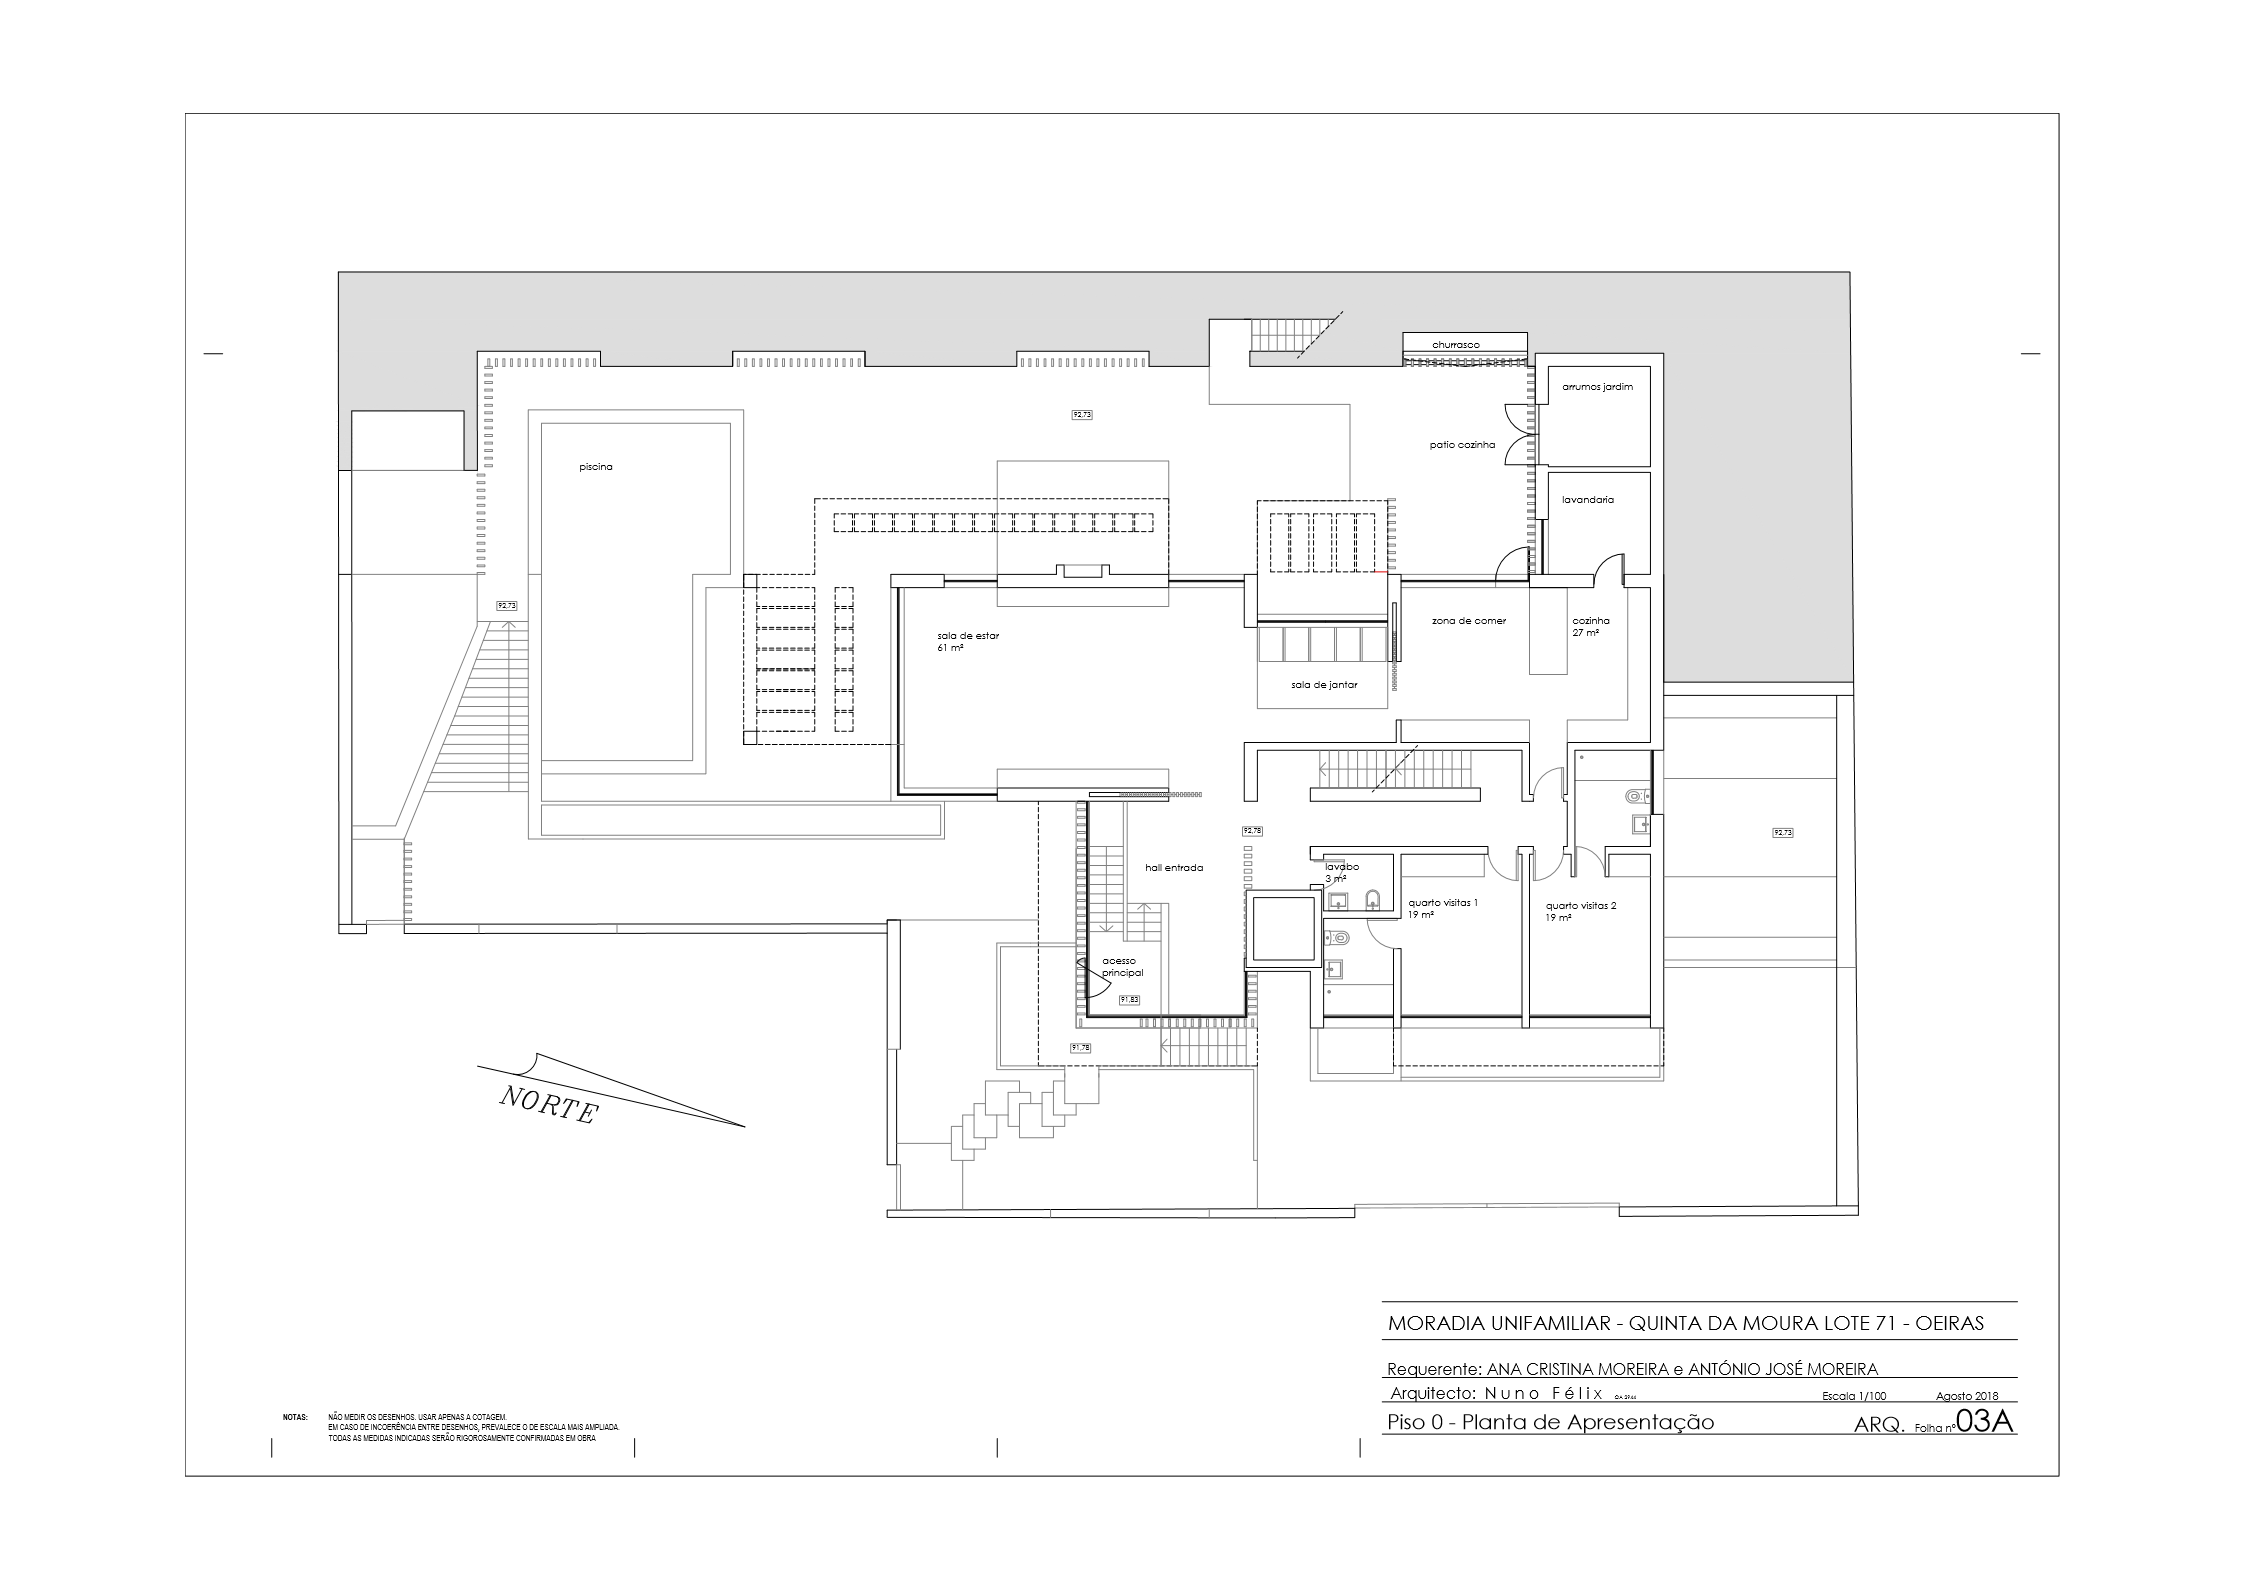 churrasco
arrumos jardim
92,73
patio cozinha
piscina
lavandaria
92,73
sala de estar
61 m²
zona de comer
cozinha
27 m²
sala de jantar
92,78
92,73
hall entrada
lavabo
3 m²
quarto visitas 1
19 m²
quarto visitas 2
19 m²
acesso
principal
91,83
91,78
NORTE
MORADIA UNIFAMILIAR - QUINTA DA MOURA LOTE 71 - OEIRAS
Requerente: ANA CRISTINA MOREIRA e ANTÓNIO JOSÉ MOREIRA
Arquitecto: Nuno Félix
Escala 1/100 Agosto 2018
Piso 0 - Planta de Apresentação ARQ. Folha nº 03A
NOTAS: NÃO MEDIR OS DESENHOS. USAR APENAS A COTAGEM.
EM CASO DE INCOERÊNCIA ENTRE DESENHOS, PREVALECE O DE ESCALA MAIS AMPLIADA.
TODAS AS MEDIDAS INDICADAS SERÃO RIGOROSAMENTE CONFIRMADAS EM OBRA